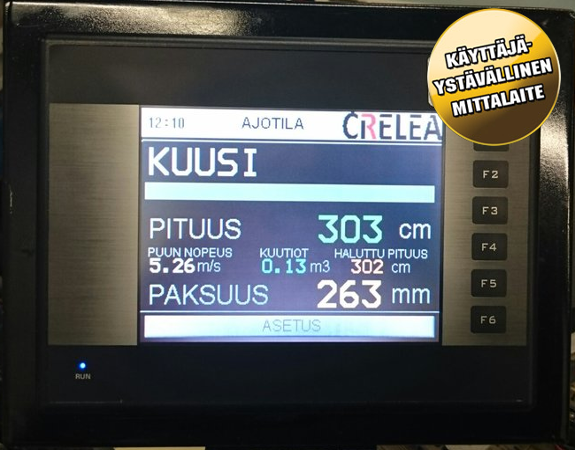 KÄYTTÄJÄ-
YSTÄVÄLLINEN
MITTALAITE
12:10 AJOTILA CRELEA
KUUSI
F2
F3
PITUUS 303 cm
F4
PUUN NOPEUS KUUTIOT HALUTTU PITUUS
5.26 m/s 0.13 m3 302 cm
F5
PAKSUUS 263 mm
F6
ASETUS
RUN